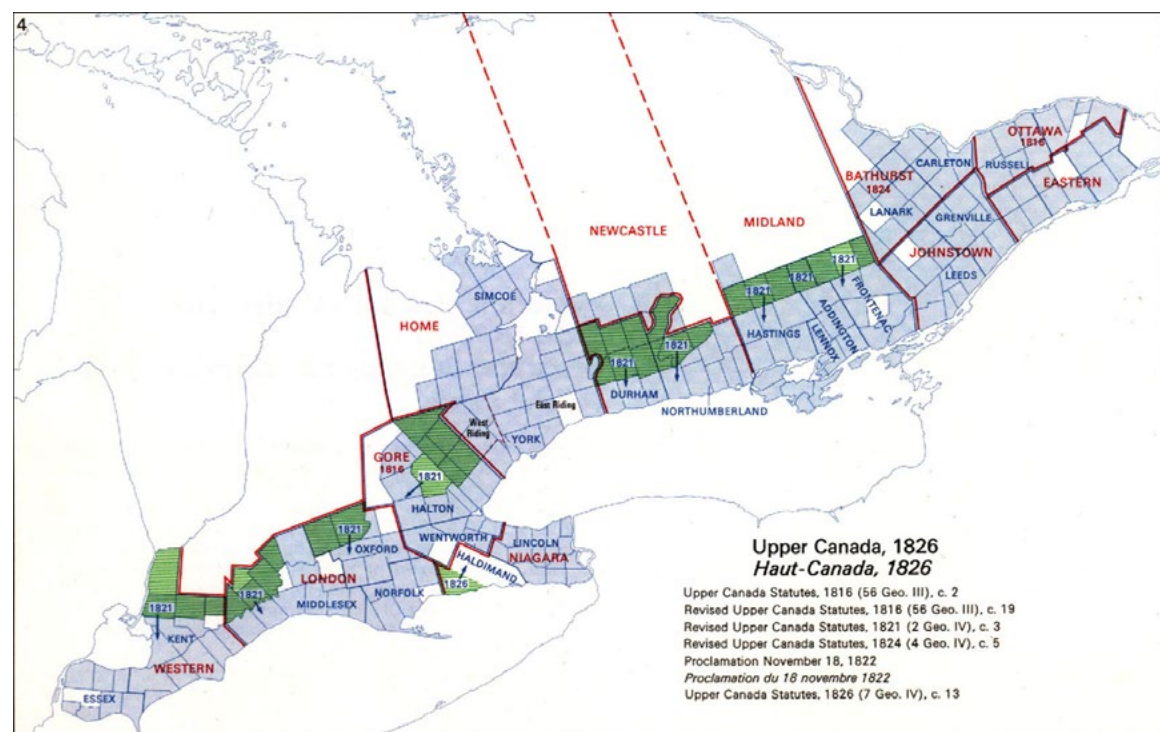 4
OTTAWA
1816
BATHURST
1824
CARLETON
RUSSELL
EASTERN
LANARK
GRENVILLE
JOHNSTOWN
LEEDS
NEWCASTLE
MIDLAND
1821
1821
1821
FRONTENAC
ADDINGTON
LENNOX
HASTINGS
SIMCOE
HOME
1821
1821
DURHAM
NORTHUMBERLAND
East Riding
West
Riding
YORK
GORE
1816
1821
HALTON
1821
OXFORD
WENTWORTH
LINCOLN
NIAGARA
HALDIMAND
1826
LONDON
NORFOLK
MIDDLESEX
1821
1821
KENT
WESTERN
ESSEX
Upper Canada, 1826
Haut-Canada, 1826
Upper Canada Statutes, 1816 (56 Geo. III), c. 2
Revised Upper Canada Statutes, 1816 (56 Geo. III), c. 19
Revised Upper Canada Statutes, 1821 (2 Geo. IV), c. 3
Revised Upper Canada Statutes, 1824 (4 Geo. IV), c. 5
Proclamation November 18, 1822
Proclamation du 18 novembre 1822
Upper Canada Statutes, 1826 (7 Geo. IV), c. 13